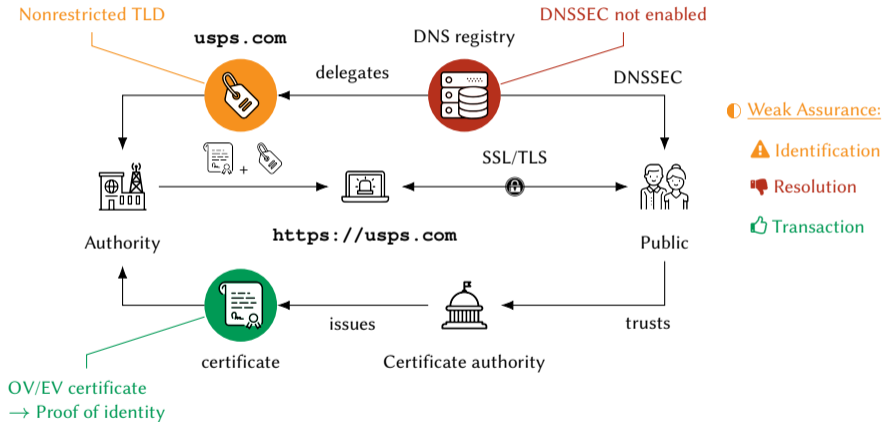 Nonrestricted TLD
DNSSEC not enabled
usps.com
DNS registry
delegates
DNSSEC
Weak Assurance:
Identification
Resolution
Transaction
+
SSL/TLS
Authority
https://usps.com
Public
issues
trusts
certificate
Certificate authority
OV/EV certificate
→ Proof of identity